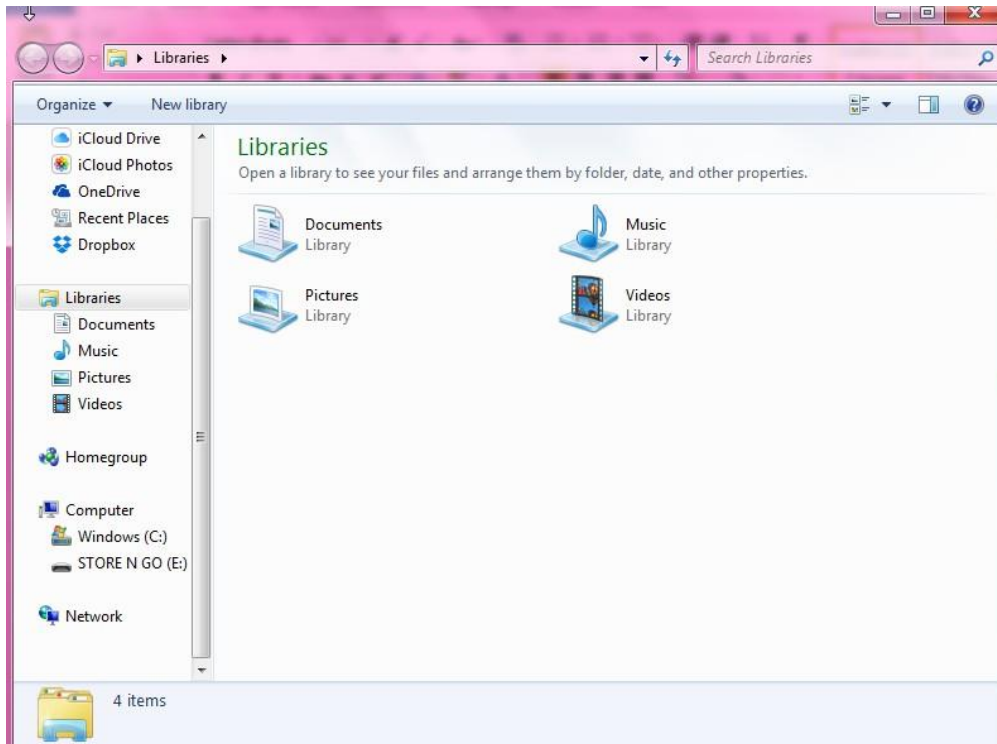 Libraries
Search Libraries
Organize
New library
iCloud Drive
iCloud Photos
OneDrive
Recent Places
Dropbox
Libraries
Documents
Music
Pictures
Videos
Homegroup
Computer
Windows (C:)
STORE N GO (E:)
Network
Libraries
Open a library to see your files and arrange them by folder, date, and other properties.
Documents
Library
Music
Library
Pictures
Library
Videos
Library
4 items